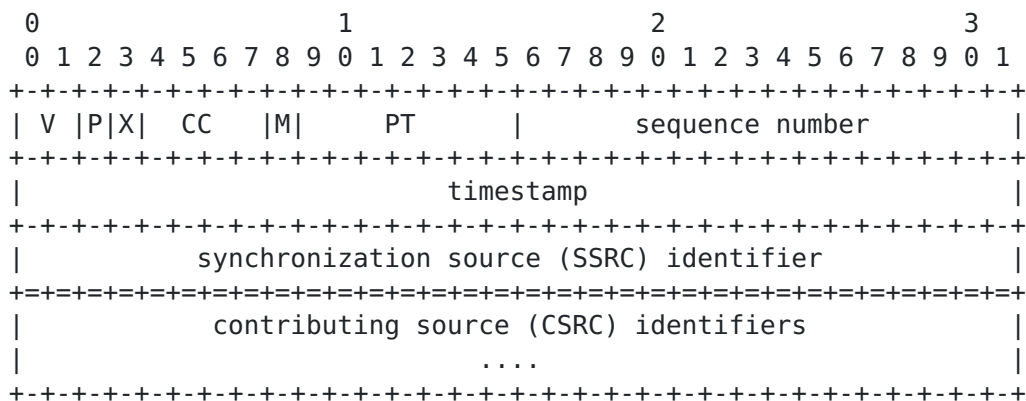 0                   1                   2                   3
 0 1 2 3 4 5 6 7 8 9 0 1 2 3 4 5 6 7 8 9 0 1 2 3 4 5 6 7 8 9 0 1
+-+-+-+-+-+-+-+-+-+-+-+-+-+-+-+-+-+-+-+-+-+-+-+-+-+-+-+-+-+-+-+-+
| V |P|X|  CC   |M|     PT      |       sequence number         |
+-+-+-+-+-+-+-+-+-+-+-+-+-+-+-+-+-+-+-+-+-+-+-+-+-+-+-+-+-+-+-+-+
|                           timestamp                           |
+-+-+-+-+-+-+-+-+-+-+-+-+-+-+-+-+-+-+-+-+-+-+-+-+-+-+-+-+-+-+-+-+
|           synchronization source (SSRC) identifier            |
+=+=+=+=+=+=+=+=+=+=+=+=+=+=+=+=+=+=+=+=+=+=+=+=+=+=+=+=+=+=+=+=+
|            contributing source (CSRC) identifiers             |
|                             ....                              |
+-+-+-+-+-+-+-+-+-+-+-+-+-+-+-+-+-+-+-+-+-+-+-+-+-+-+-+-+-+-+-+-+